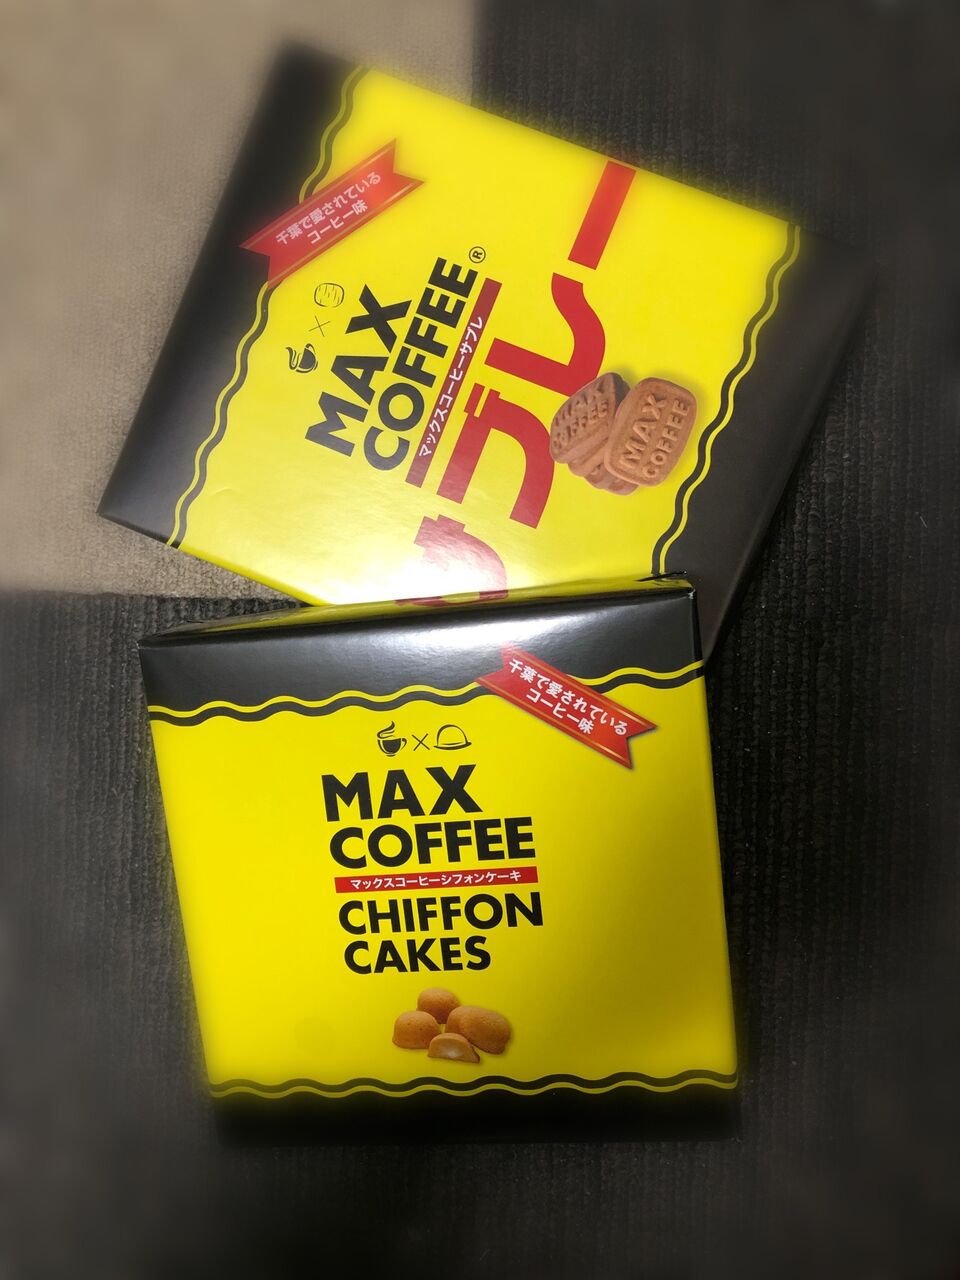 千葉で愛されている
コーヒー味
MAX
COFFEE®
マックスコーヒーサブレ
サブレー
MAX
COFFEE
MAX
COFFEE
千葉で愛されている
コーヒー味
MAX
COFFEE
マックスコーヒーシフォンケーキ
CHIFFON
CAKES